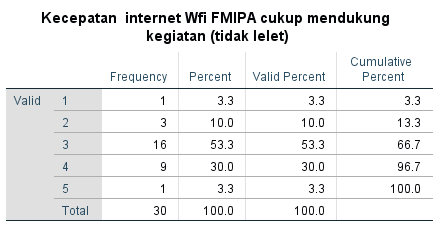 Kecepatan internet Wfi FMIPA cukup mendukung
kegiatan (tidak lelet)
Frequency Percent Valid Percent Cumulative Percent
Valid 1 1 3.3 3.3 3.3
2 3 10.0 10.0 13.3
3 16 53.3 53.3 66.7
4 9 30.0 30.0 96.7
5 1 3.3 3.3 100.0
Total 30 100.0 100.0